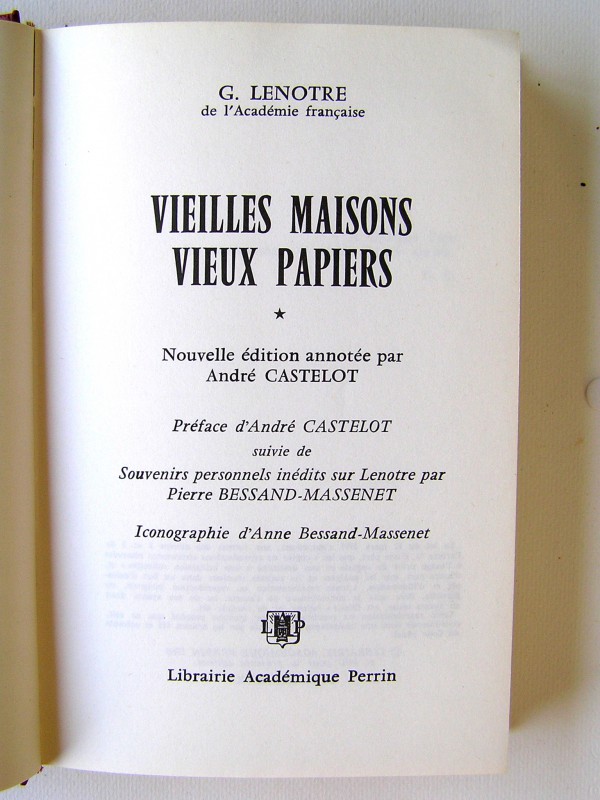 G. LENOTRE
de l'Académie française
VIEILLES MAISONS
VIEUX PAPIERS
★
Nouvelle édition annotée par
André CASTELOT
Préface d'André CASTELOT
suivie de
Souvenirs personnels inédits sur Lenotre par
Pierre BESSAND-MASSENET
Iconographie d'Anne Bessand-Massenet
L P
Librairie Académique Perrin